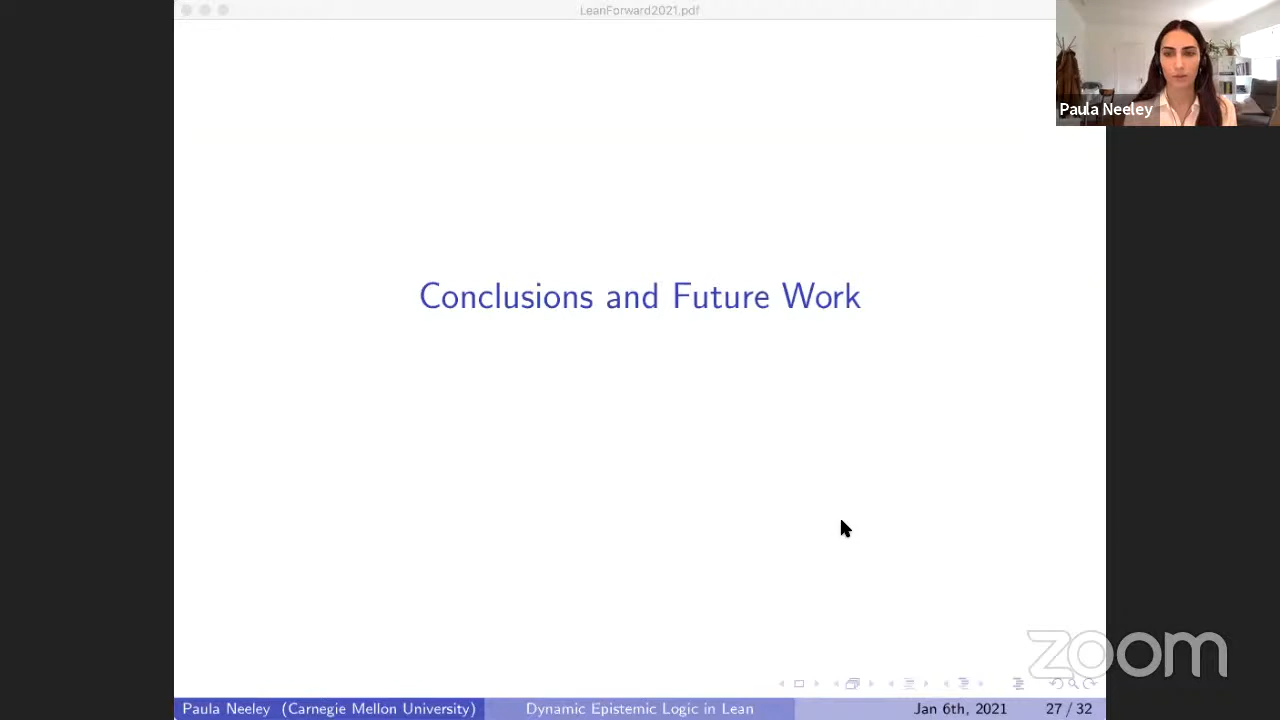 LeanForward2021.pdf
Paula Neeley
Conclusions and Future Work
zoom
Paula Neeley (Carnegie Mellon University) Dynamic Epistemic Logic in Lean Jan 6th, 2021 27 / 32